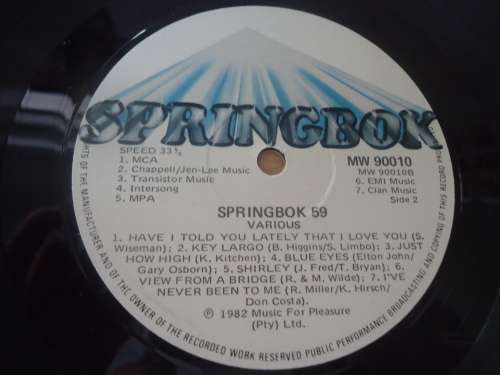 SPRINGBOK
SPEED 33⅓
1. MCA
2. Chappell/Jen-Lee Music
3. Transistor Music
4. Intersong
5. MPA
MW 90010
MW 90010B
6. EMI Music
7. Clan Music
Side 2
SPRINGBOK 59
VARIOUS
1. HAVE I TOLD YOU LATELY THAT I LOVE YOU (S.
Wiseman); 2. KEY LARGO (B. Higgins/S. Limbo); 3. JUST
HOW HIGH (K. Kitchen); 4. BLUE EYES (Elton John/
Gary Osborn); 5. SHIRLEY (J. Fred/T. Bryan); 6.
VIEW FROM A BRIDGE (R. & M. Wilde); 7. I'VE
NEVER BEEN TO ME (R. Miller/K. Hirsch/
Don Costa).
℗ 1982 Music For Pleasure
(Pty) Ltd.
OF THE MANUFACTURER AND OF THE OWNER OF THE RECORDED WORK RESERVED PUBLIC PERFORMANCE BROADCASTING AND COPYING OF THIS RECORD